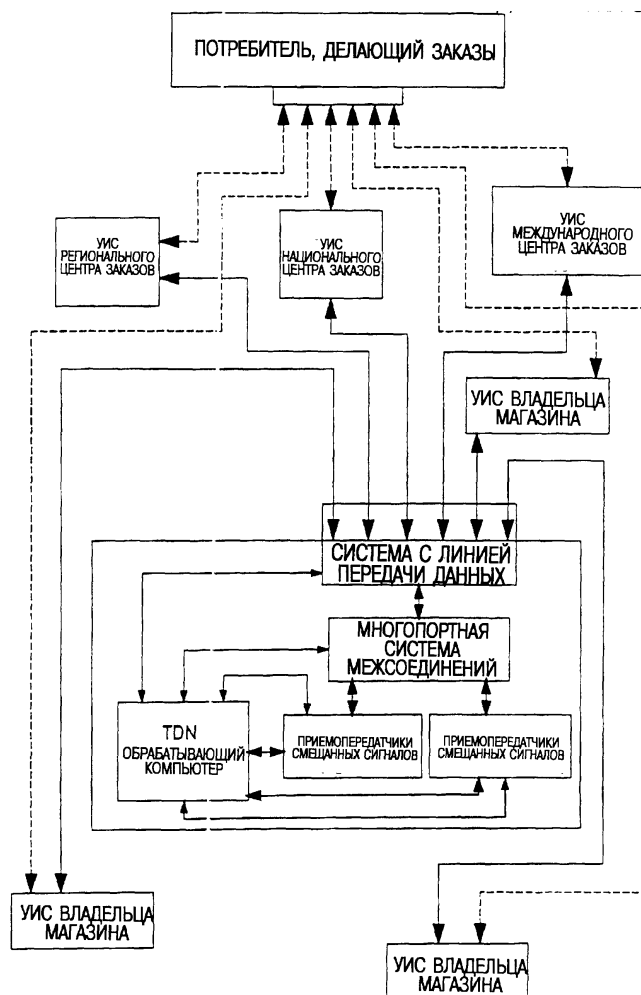 ПОТРЕБИТЕЛЬ, ДЕЛАЮЩИЙ ЗАКАЗЫ
УИС
РЕГИОНАЛЬНОГО
ЦЕНТРА ЗАКАЗОВ
УИС
НАЦИОНАЛЬНОГО
ЦЕНТРА ЗАКАЗОВ
УИС
МЕЖДУНАРОДНОГО
ЦЕНТРА ЗАКАЗОВ
УИС ВЛАДЕЛЬЦА
МАГАЗИНА
СИСТЕМА С ЛИНИЕЙ
ПЕРЕДАЧИ ДАННЫХ
МНОГОПОРТНАЯ
СИСТЕМА
МЕЖСОЕДИНЕНИЙ
TDN
ОБРАБАТЫВАЮЩИЙ
КОМПЬЮТЕР
ПРИЕМОПЕРЕДАТЧИКИ
СМЕЩАННЫХ СИГНАЛОВ
ПРИЕМОПЕРЕДАТЧИКИ
СМЕЩАННЫХ СИГНАЛОВ
УИС ВЛАДЕЛЬЦА
МАГАЗИНА
УИС ВЛАДЕЛЬЦА
МАГАЗИНА